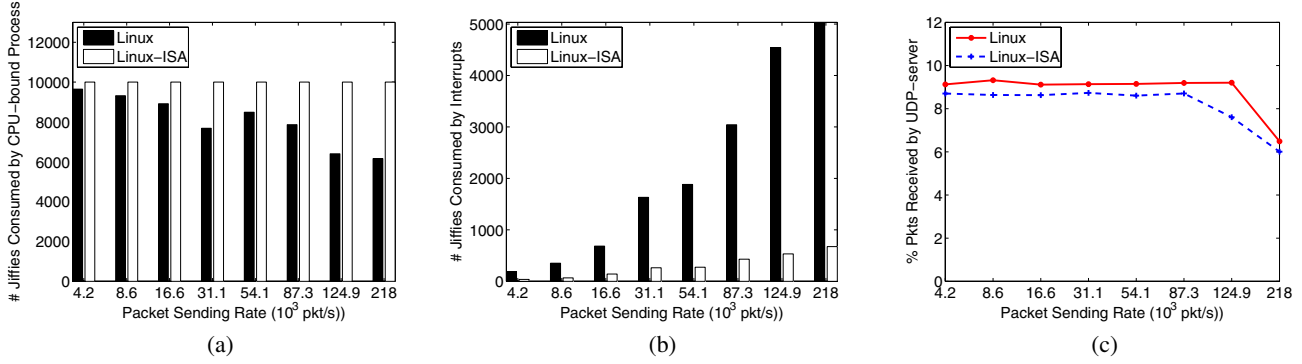 # Jiffies Consumed by CPU-bound Process
12000
10000
8000
6000
4000
2000
0
Linux
Linux-ISA
4.2 8.6 16.6 31.1 54.1 87.3 124.9 218
Packet Sending Rate (10³ pkt/s))
(a)
# Jiffies Consumed by Interrupts
5000
4000
3000
2000
1000
0
Linux
Linux-ISA
4.2 8.6 16.6 31.1 54.1 87.3 124.9 218
Packet Sending Rate (10³ pkt/s))
(b)
% Pkts Received by UDP-server
12
10
8
6
4
2
0
Linux
Linux-ISA
4.2 8.6 16.6 31.1 54.1 87.3 124.9 218
Packet Sending Rate (10³ pkt/s))
(c)